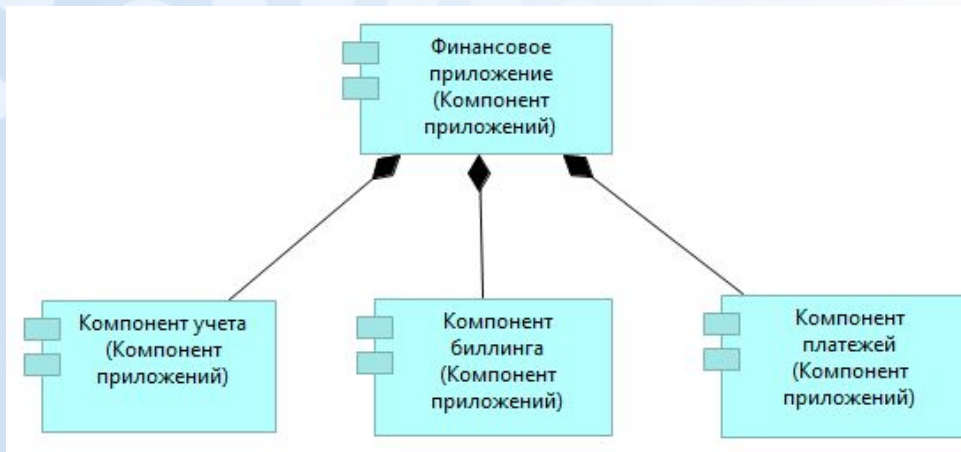 Финансовое
приложение
(Компонент
приложений)
Компонент учета
(Компонент
приложений)
Компонент
биллинга
(Компонент
приложений)
Компонент
платежей
(Компонент
приложений)